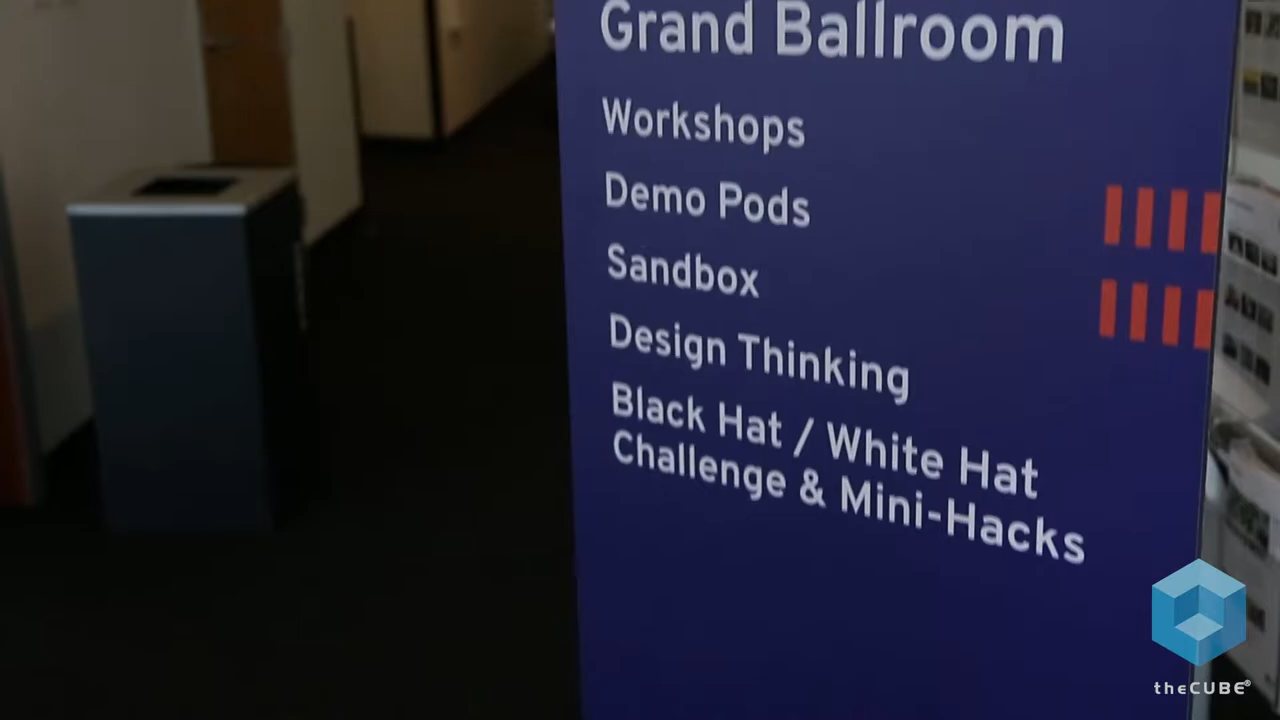 Grand Ballroom
Workshops
Demo Pods
Sandbox
Design Thinking
Black Hat / White Hat
Challenge & Mini-Hacks
theCUBE®